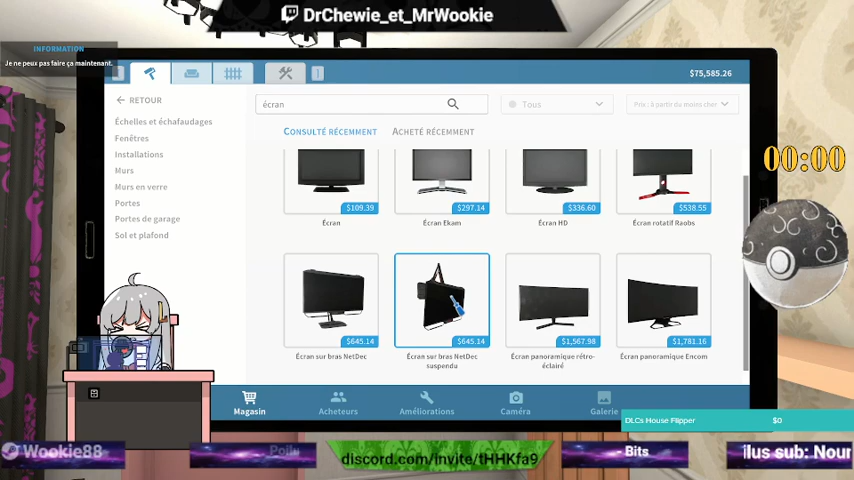 DrChewie_et_MrWookie
INFORMATION
Je ne peux pas faire ça maintenant.
$75,585.26
RETOUR
écran
Tous
Prix : à partir du moins cher
Échelles et échafaudages
Fenêtres
Installations
Murs
Murs en verre
Portes
Portes de garage
Sol et plafond
CONSULTÉ RÉCEMMENT
ACHETÉ RÉCEMMENT
00:00
$109.39
$297.14
$336.60
$538.55
Écran
Écran Ekam
Écran HD
Écran rotatif Raobs
$645.14
$645.14
$1,567.98
$1,781.16
Écran sur bras NetDec
Écran sur bras NetDec suspendu
Écran panoramique rétro-éclairé
Écran panoramique Encom
Magasin
Acheteurs
Améliorations
Caméra
Galerie
DLCs House Flipper
$0
Wookie88
Poilu
discord.com/invite/tHHKfa9
- Bits
ilus sub: Nour